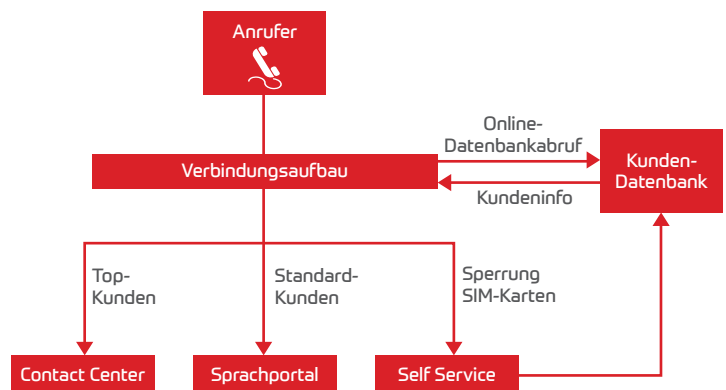 Anrufer
Online-
Datenbankabruf
Verbindungsaufbau
Kunden-
Datenbank
Kundeninfo
Top-
Kunden
Standard-
Kunden
Sperrung
SIM-Karten
Contact Center
Sprachportal
Self Service